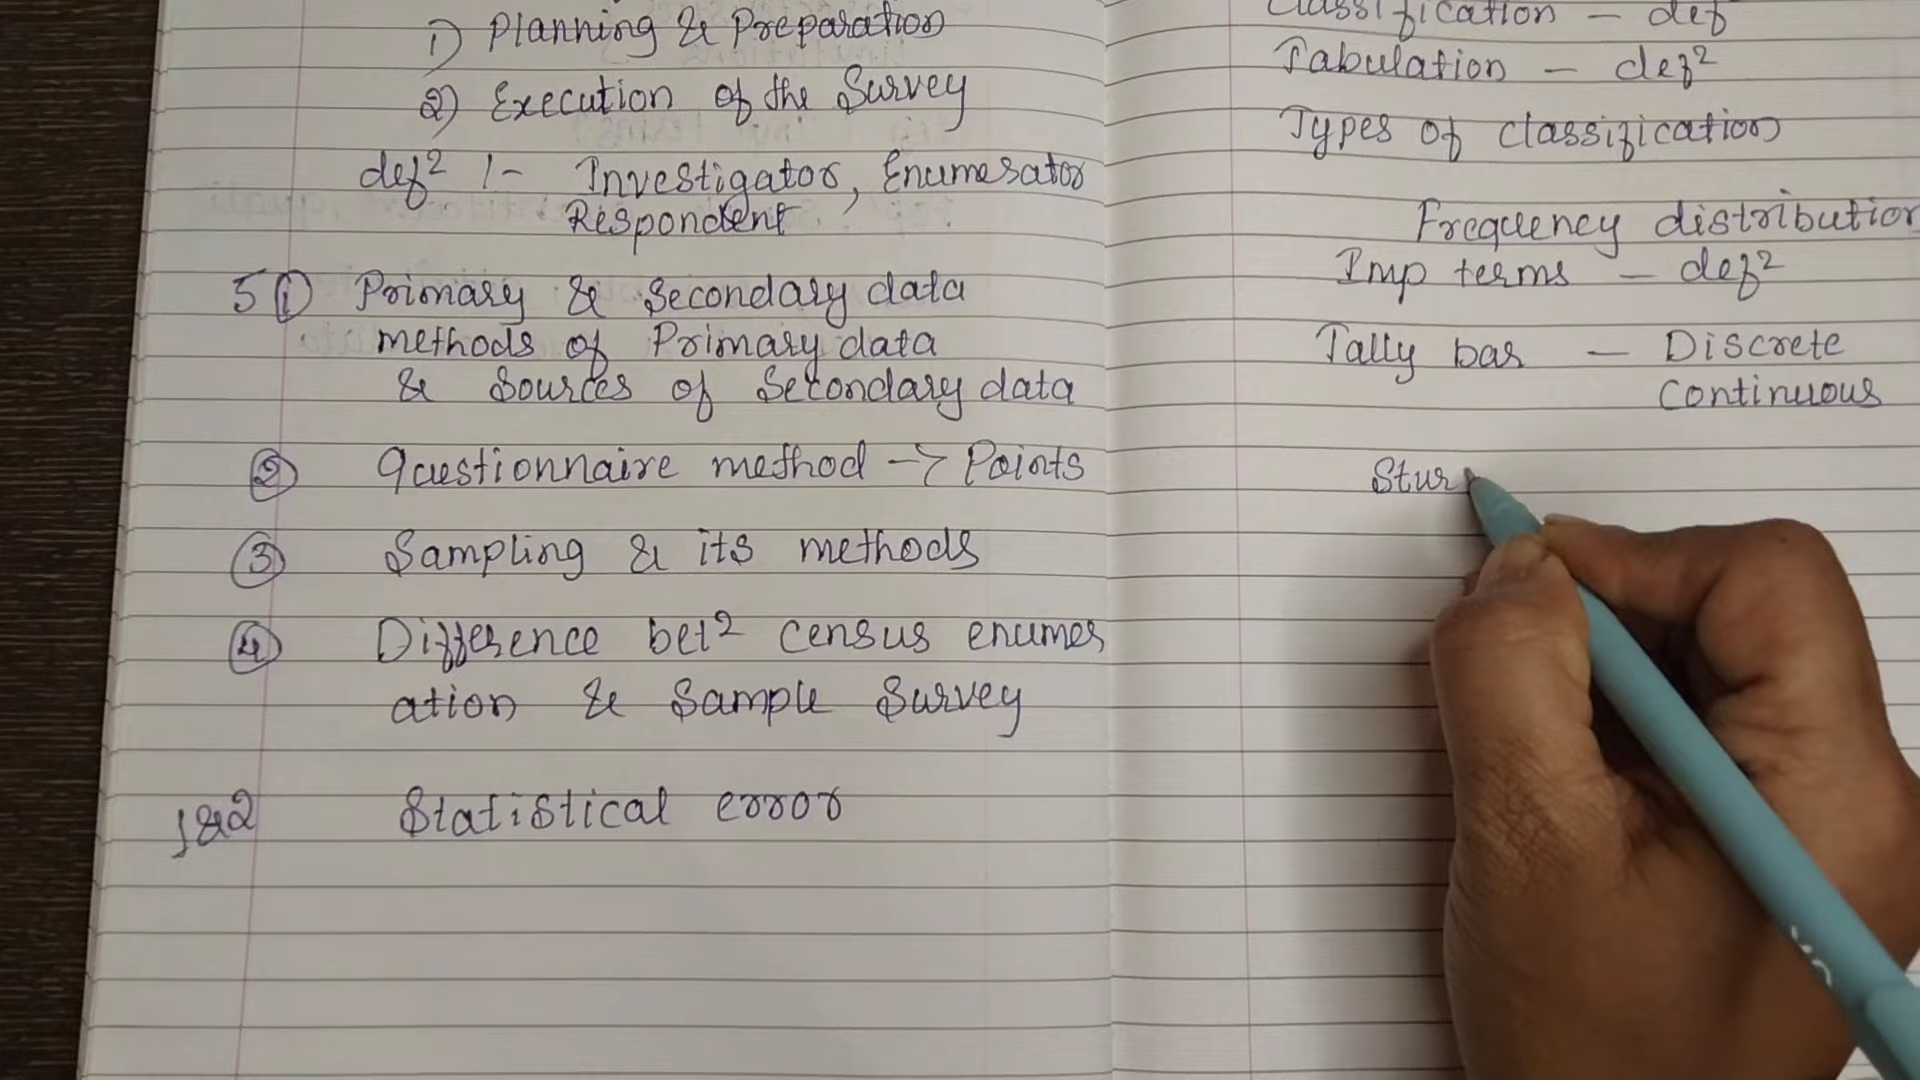 1) Planning & Preparation
2) Execution of the Survey
def² :- Investigator, Enumerator
Respondent
5 1) Primary & Secondary data
methods of Primary data
& Sources of Secondary data
2) Questionnaire method -> Points
3) Sampling & its methods
4) Difference bet² census enumer
ation & Sample Survey
1&2 Statistical error
Classification — def
Tabulation — def²
Types of classification
Frequency distribution
Imp terms — def²
Tally bar — Discrete
Continuous
Stur